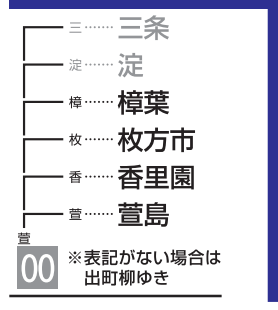 三……三条
淀……淀
樟……樟葉
枚……枚方市
香……香里園
萱……萱島
萱
00 ※表記がない場合は
出町柳ゆき